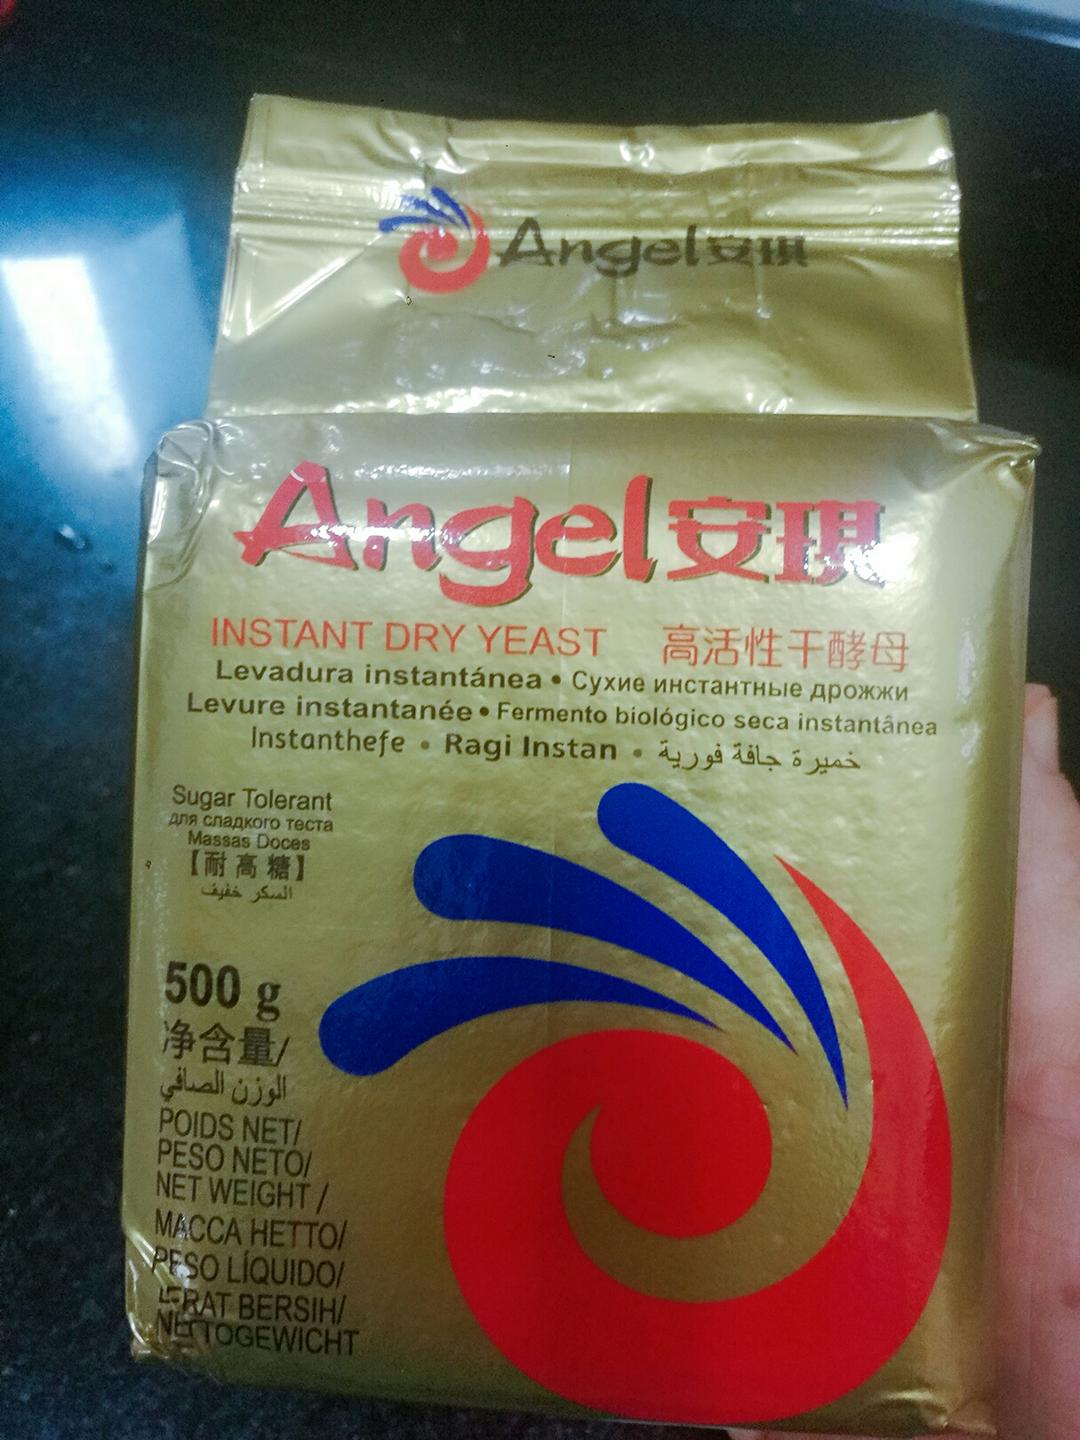 Angel安琪
Angel安琪
INSTANT DRY YEAST 高活性干酵母
Levadura instantánea • Сухие инстантные дрожжи
Levure instantanée • Fermento biológico seca instantânea
Instanthefe • Ragi Instan • خميرة جافة فورية
Sugar Tolerant
для сладкого теста
Massas Doces
【耐高糖】
السكر خفيف
500 g
净含量/
الوزن الصافي
POIDS NET/
PESO NETO/
NET WEIGHT /
МАССА НЕТТО/
PESO LÍQUIDO/
BERAT BERSIH/
NETTOGEWICHT